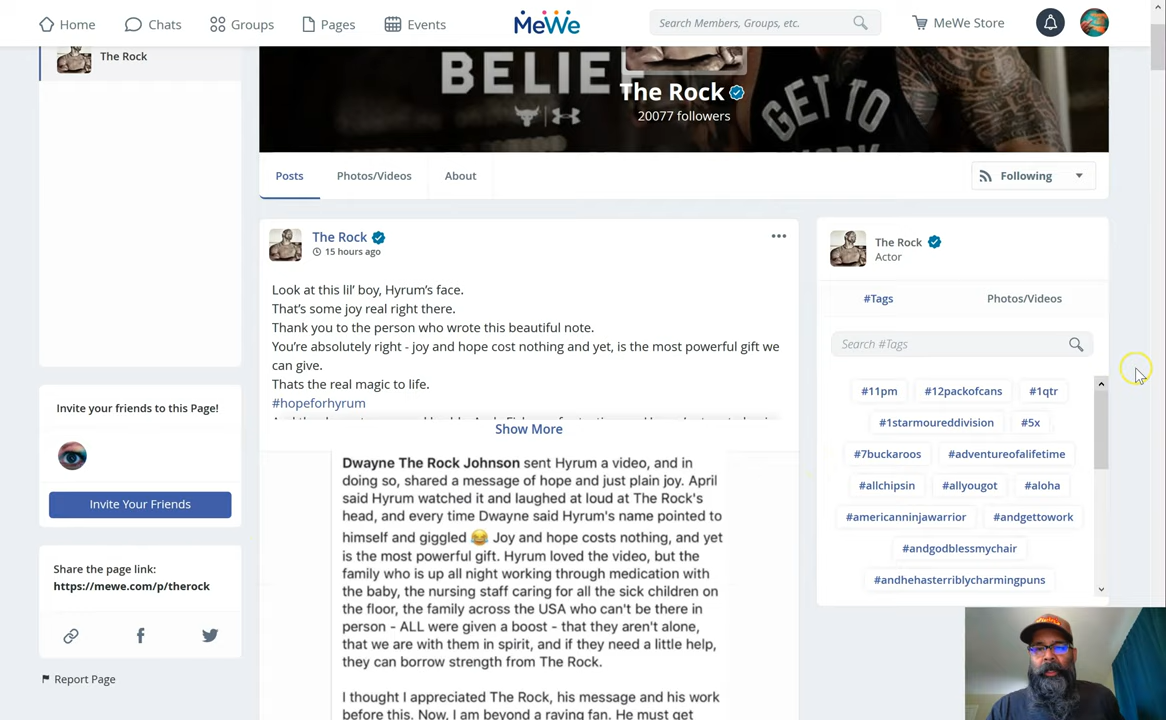 Home
Chats
Groups
Pages
Events
MeWe
Search Members, Groups, etc.
MeWe Store
The Rock
BELIE
GET TO
The Rock
20077 followers
Posts
Photos/Videos
About
Following
The Rock
15 hours ago
Look at this lil’ boy, Hyrum’s face.
That’s some joy real right there.
Thank you to the person who wrote this beautiful note.
You’re absolutely right - joy and hope cost nothing and yet, is the most powerful gift we
can give.
Thats the real magic to life.
#hopeforhyrum
Show More
Dwayne The Rock Johnson sent Hyrum a video, and in
doing so, shared a message of hope and just plain joy. April
said Hyrum watched it and laughed at loud at The Rock's
head, and every time Dwayne said Hyrum's name pointed to
himself and giggled 😂 Joy and hope costs nothing, and yet
is the most powerful gift. Hyrum loved the video, but the
family who is up all night working through medication with
the baby, the nursing staff caring for all the sick children on
the floor, the family across the USA who can't be there in
person - ALL were given a boost - that they aren't alone,
that we are with them in spirit, and if they need a little help,
they can borrow strength from The Rock.
I thought I appreciated The Rock, his message and his work
before this. Now, I am beyond a raving fan. He must get
The Rock
Actor
#Tags
Photos/Videos
Search #Tags
#11pm
#12packofcans
#1qtr
#1starmoureddivision
#5x
#7buckaroos
#adventureofalifetime
#allchipsin
#allyougot
#aloha
#americanninjawarrior
#andgettowork
#andgodblessmychair
#andhehasterriblycharmingpuns
Invite your friends to this Page!
Invite Your Friends
Share the page link:
https://mewe.com/p/therock
Report Page